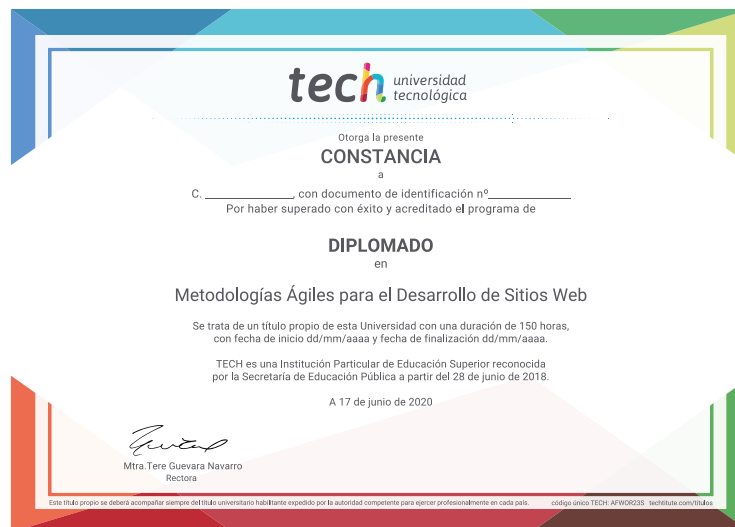 tech universidad
tecnológica
Otorga la presente
CONSTANCIA
a
C. ______________, con documento de identificación nº______________
Por haber superado con éxito y acreditado el programa de
DIPLOMADO
en
Metodologías Ágiles para el Desarrollo de Sitios Web
Se trata de un título propio de esta Universidad con una duración de 150 horas,
con fecha de inicio dd/mm/aaaa y fecha de finalización dd/mm/aaaa.
TECH es una Institución Particular de Educación Superior reconocida
por la Secretaría de Educación Pública a partir del 28 de junio de 2018.
A 17 de junio de 2020
Mtra.Tere Guevara Navarro
Rectora
Este título propio se deberá acompañar siempre del título universitario habilitante expedido por la autoridad competente para ejercer profesionalmente en cada país. código único TECH: AFWOR23S techtitute.com/títulos